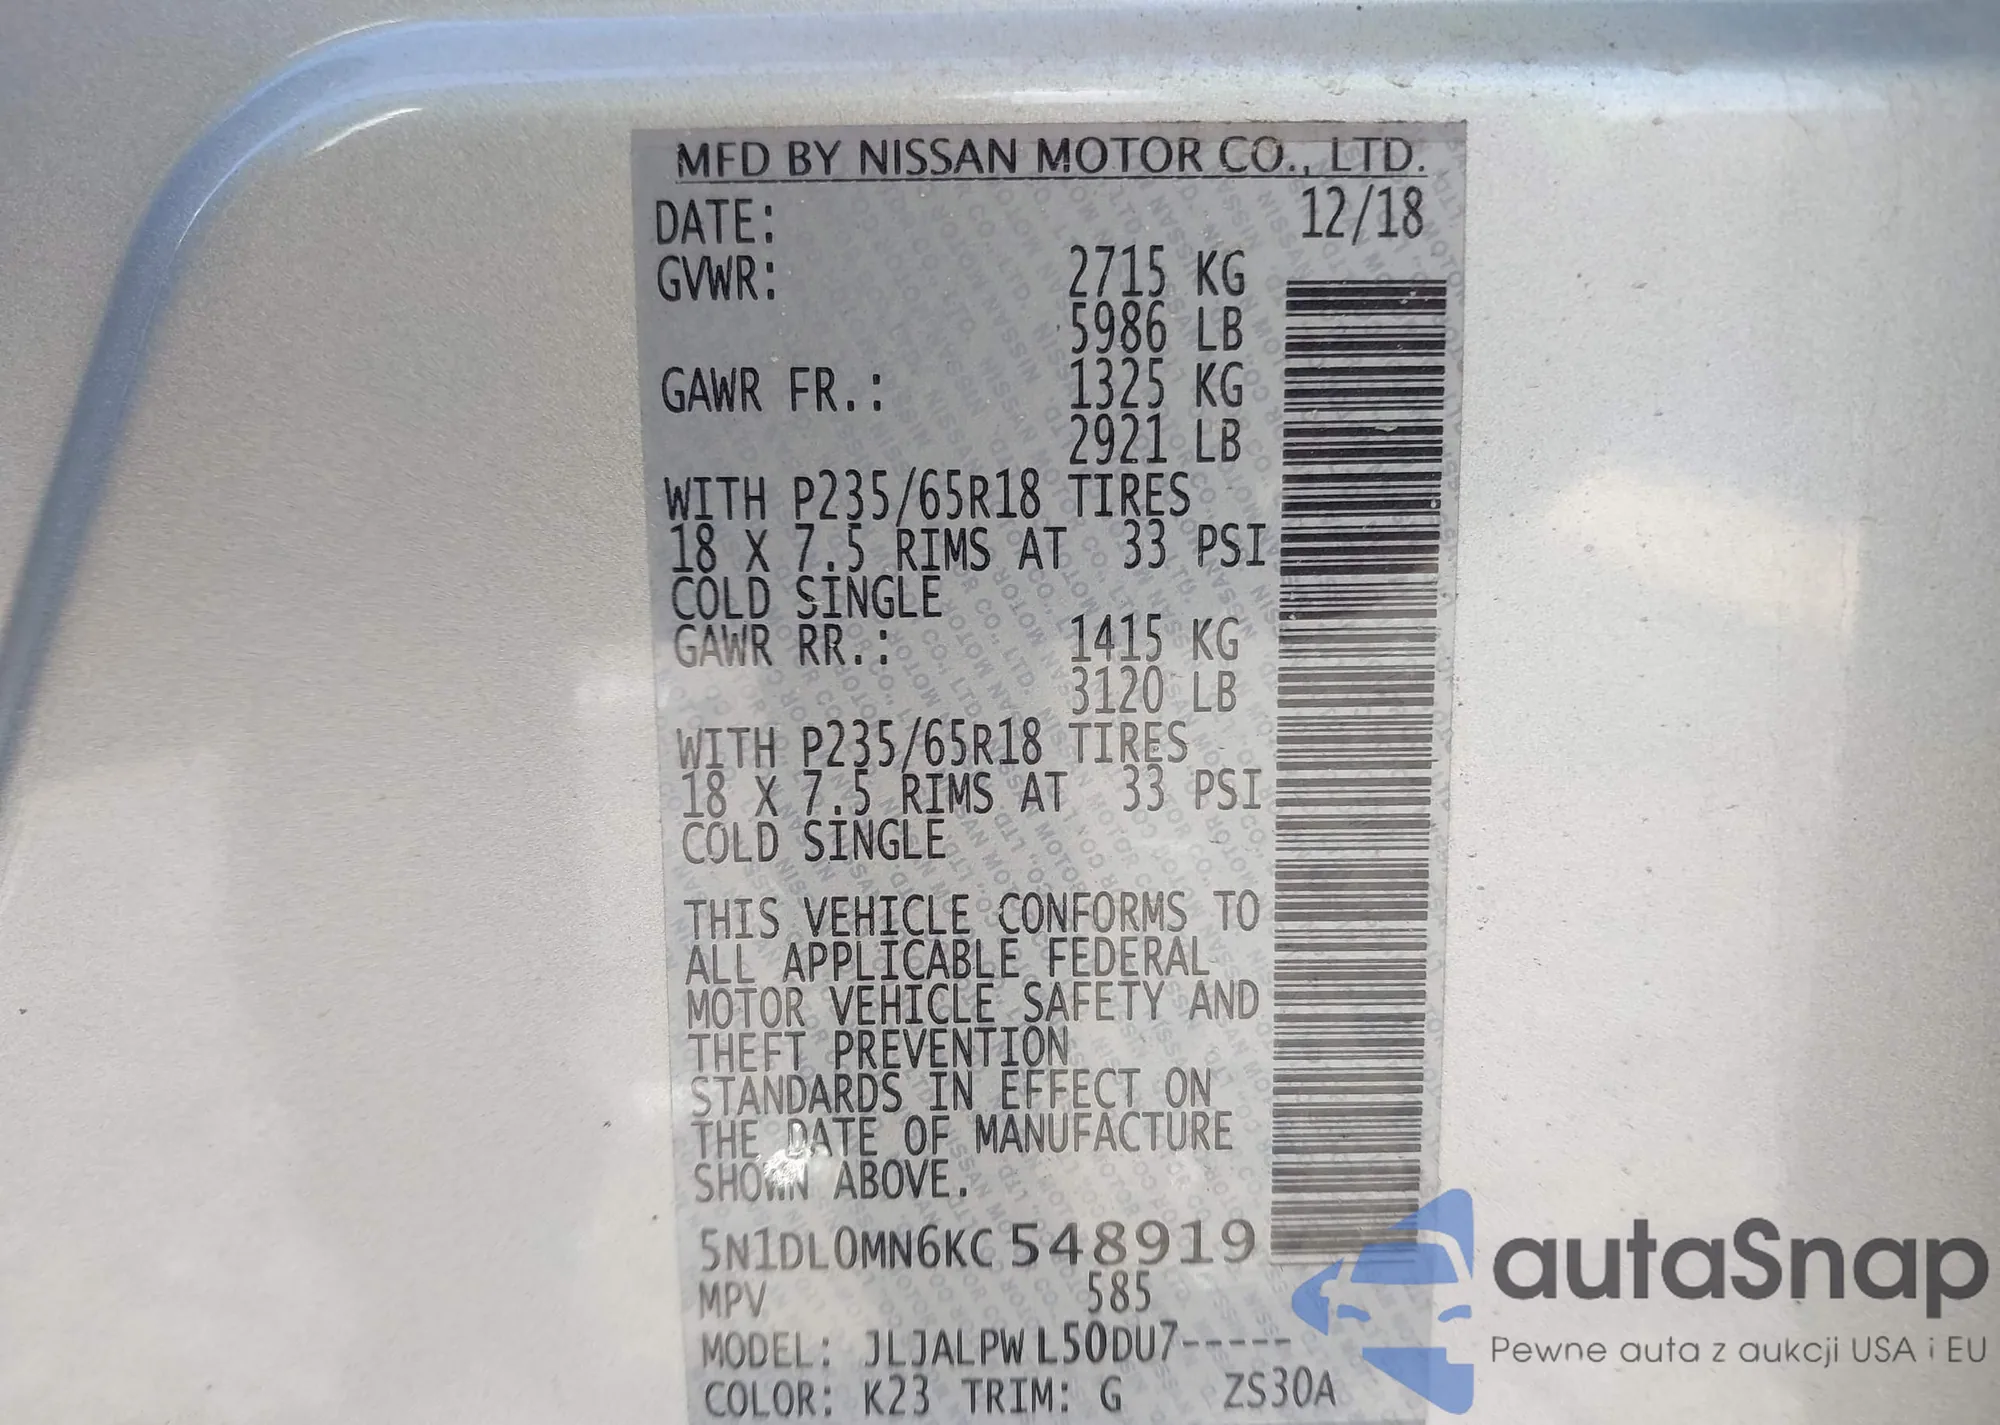 MFD BY NISSAN MOTOR CO., LTD.
DATE: 12/18
GVWR: 2715 KG
5986 LB
GAWR FR.: 1325 KG
2921 LB
WITH P235/65R18 TIRES
18 X 7.5 RIMS AT 33 PSI
COLD SINGLE
GAWR RR.: 1415 KG
3120 LB
WITH P235/65R18 TIRES
18 X 7.5 RIMS AT 33 PSI
COLD SINGLE
THIS VEHICLE CONFORMS TO
ALL APPLICABLE FEDERAL
MOTOR VEHICLE SAFETY AND
THEFT PREVENTION
STANDARDS IN EFFECT ON
THE DATE OF MANUFACTURE
SHOWN ABOVE.
5N1DL0MN6KC548919
MPV 585
MODEL: JLJALPWL50DU7-----
COLOR: K23 TRIM: G ZS30A
autaSnap
Pewne auta z aukcji USA i EU